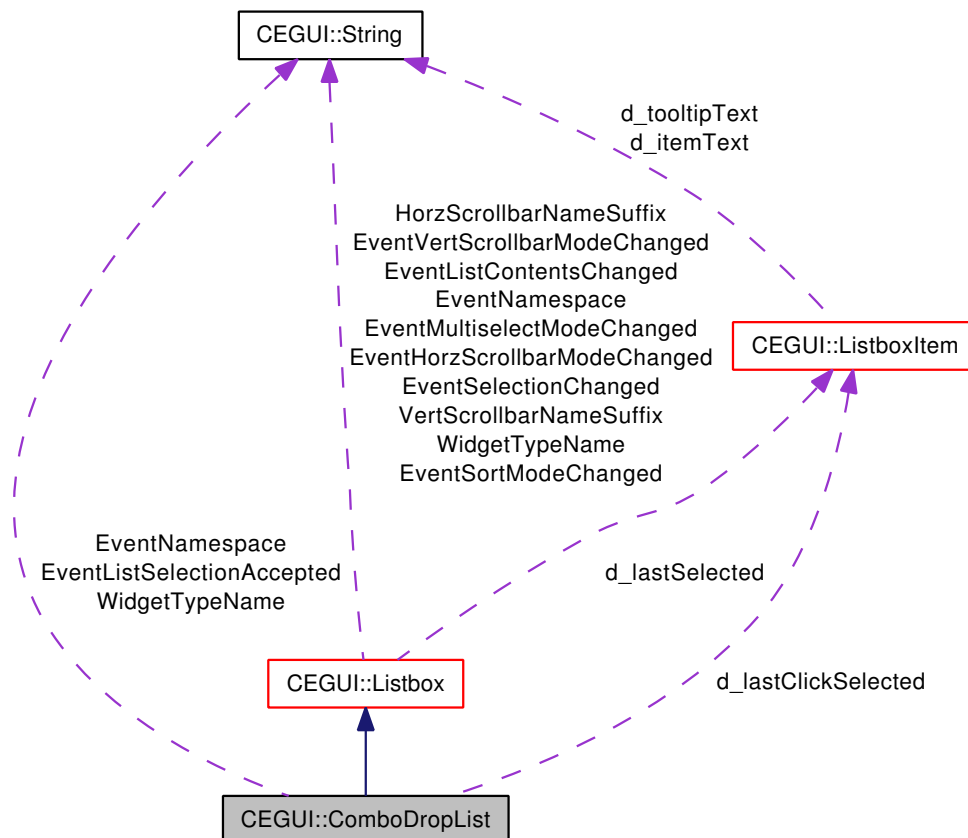 CEGUI::String
d_tooltipText
d_itemText
HorzScrollbarNameSuffix
EventVertScrollbarModeChanged
EventListContentsChanged
EventNamespace
EventMultiselectModeChanged
EventHorzScrollbarModeChanged
EventSelectionChanged
VertScrollbarNameSuffix
WidgetTypeName
EventSortModeChanged
CEGUI::ListboxItem
EventNamespace
EventListSelectionAccepted
WidgetTypeName
d_lastSelected
CEGUI::Listbox
d_lastClickSelected
CEGUI::ComboDropList